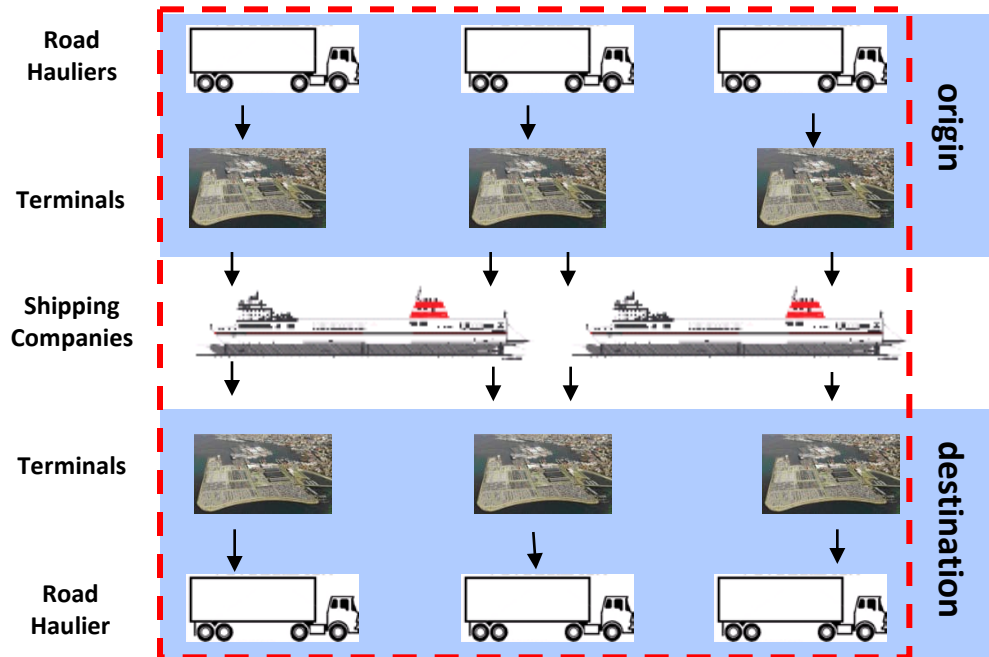 Road
Hauliers
origin
Terminals
Shipping
Companies
Terminals
destination
Road
Haulier